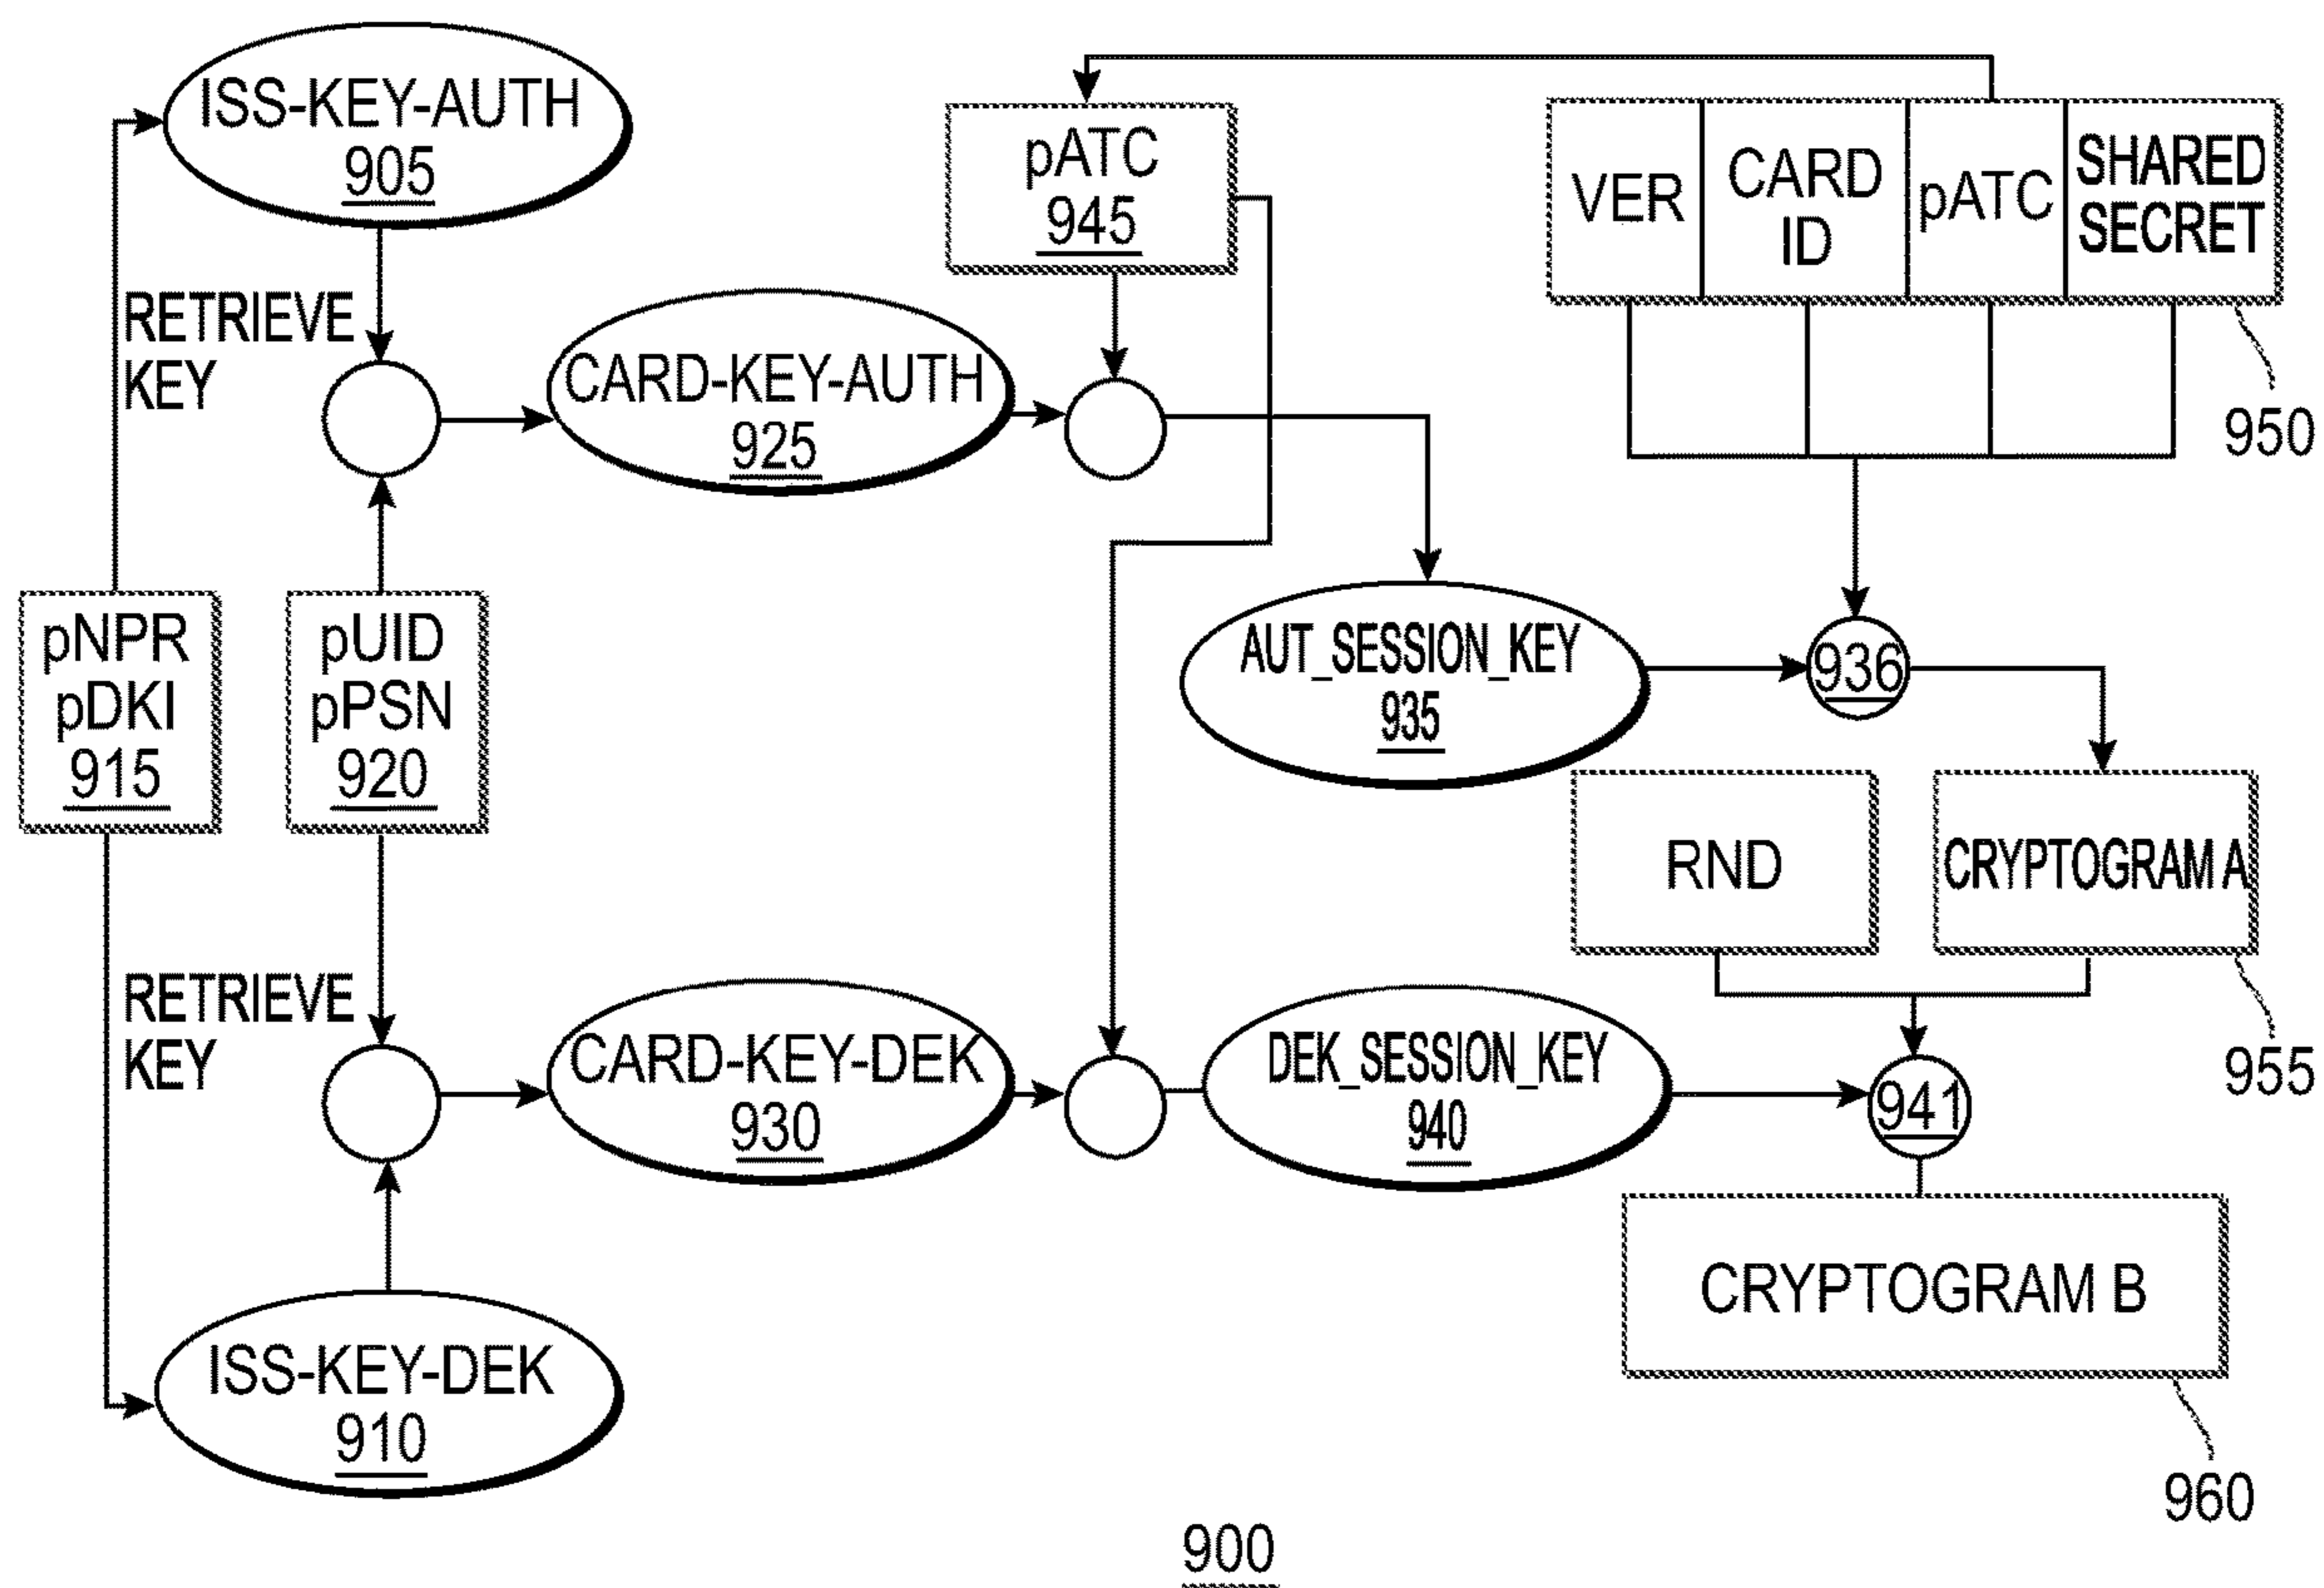 ISS-KEY-AUTH
905
RETRIEVE
KEY
pATC
945
VER
CARD
ID
pATC
SHARED
SECRET
950
CARD-KEY-AUTH
925
pNPR
pDKI
915
pUID
pPSN
920
AUT_SESSION_KEY
935
936
RND
CRYPTOGRAM A
955
RETRIEVE
KEY
CARD-KEY-DEK
930
DEK_SESSION_KEY
940
941
CRYPTOGRAM B
960
ISS-KEY-DEK
910
900